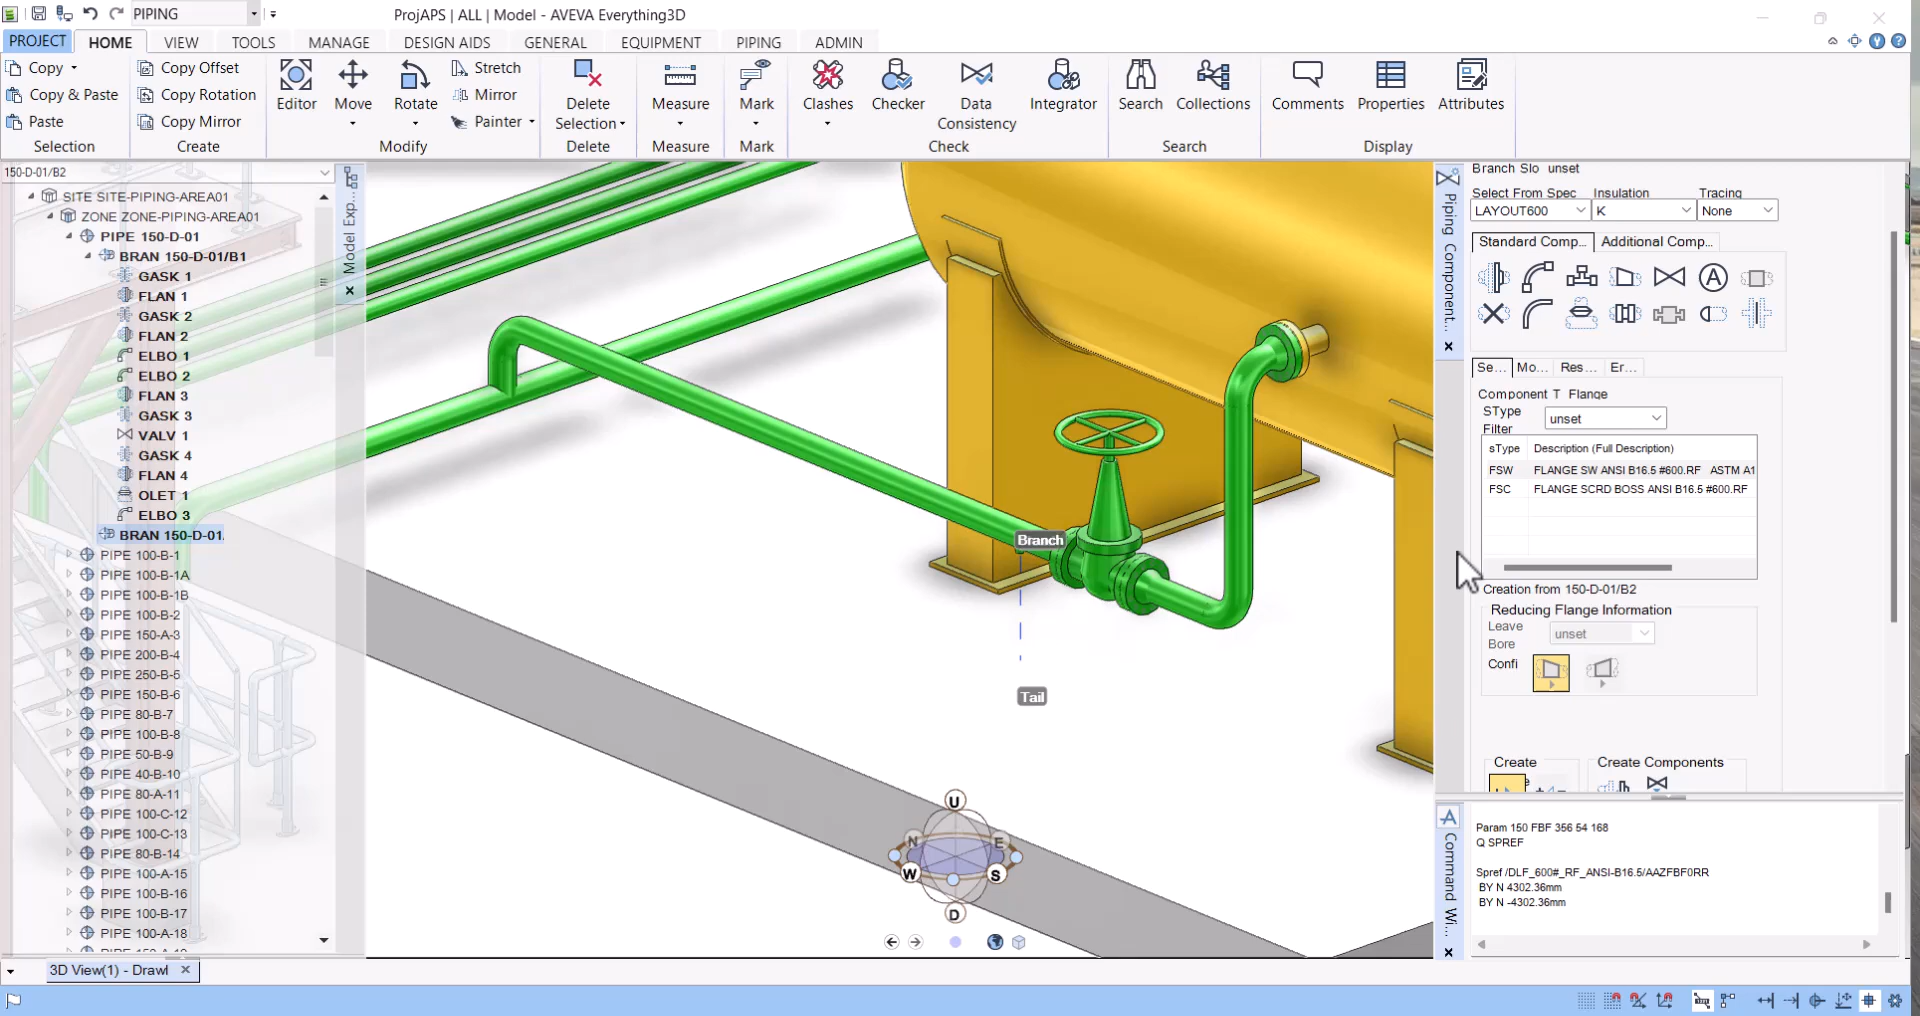 PIPING
ProjAPS | ALL | Model - AVEVA Everything3D
PROJECT
HOME
VIEW
TOOLS
MANAGE
DESIGN AIDS
GENERAL
EQUIPMENT
PIPING
ADMIN
Copy
Copy & Paste
Paste
Selection
Copy Offset
Copy Rotation
Copy Mirror
Create
Editor
Move
Rotate
Stretch
Mirror
Painter
Modify
Delete
Selection
Delete
Measure
Measure
Mark
Mark
Clashes
Checker
Data
Consistency
Integrator
Check
Search
Collections
Search
Comments
Properties
Attributes
Display
150-D-01/B2
SITE SITE-PIPING-AREA01
ZONE ZONE-PIPING-AREA01
PIPE 150-D-01
BRAN 150-D-01/B1
GASK 1
FLAN 1
GASK 2
FLAN 2
ELBO 1
ELBO 2
FLAN 3
GASK 3
VALV 1
GASK 4
FLAN 4
OLET 1
ELBO 3
BRAN 150-D-01.
PIPE 100-B-1
PIPE 100-B-1A
PIPE 100-B-1B
PIPE 100-B-2
PIPE 150-A-3
PIPE 200-B-4
PIPE 250-B-5
PIPE 150-B-6
PIPE 80-B-7
PIPE 100-B-8
PIPE 50-B-9
PIPE 40-B-10
PIPE 80-A-11
PIPE 100-C-12
PIPE 100-C-13
PIPE 80-B-14
PIPE 100-A-15
PIPE 100-B-16
PIPE 100-B-17
PIPE 100-A-18
Model Exp...
Branch
Tail
U
N
E
W
S
D
Piping Component...
Branch Slo unset
Select From Spec
Insulation
Tracing
LAYOUT600
K
None
Standard Comp...
Additional Comp...
A
Se...
Mo...
Res...
Er...
Component T Flange
SType
Filter
unset
sType
Description (Full Description)
FSW
FLANGE SW ANSI B16.5 #600.RF ASTM A1
FSC
FLANGE SCRD BOSS ANSI B16.5 #600.RF
Creation from 150-D-01/B2
Reducing Flange Information
Leave
Bore
unset
Confi
Create
Create Components
Command Wi...
Param 150 FBF 356 54 168
Q SPREF
Spref /DLF_600#_RF_ANSI-B16.5/AAZFBF0RR
BY N 4302.36mm
BY N -4302.36mm
3D View(1) - Drawl